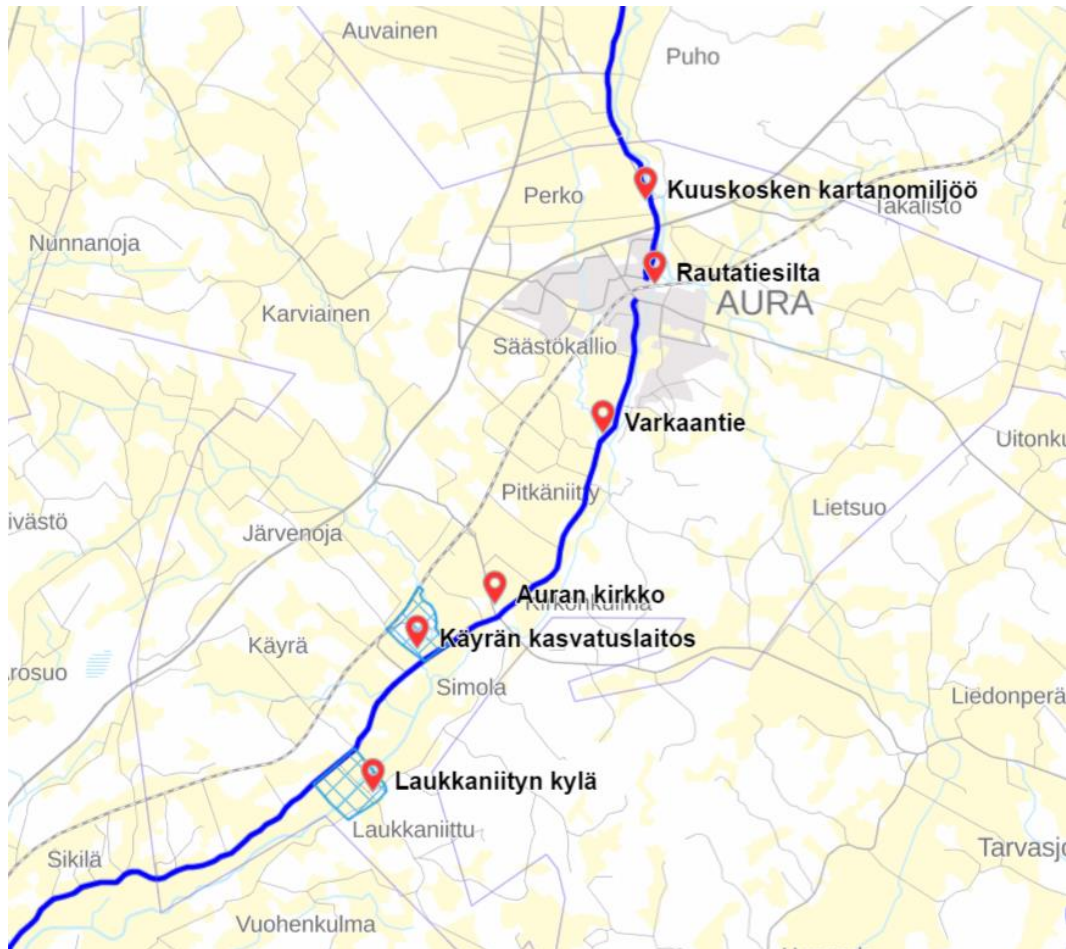 Auvainen
Puho
Perko
Kuuskosken kartanomiljöö
Takalisto
Nunnanoja
Rautatiesilta
AURA
Karviainen
Säästökallio
Varkaantie
Uitonku
Pitkäniitty
Lietsuo
ivästö
Järvenoja
Auran kirkko
Kirkonkulma
Käyrä
Käyrän kasvatuslaitos
rosuo
Simola
Liedonperä
Laukkaniityn kylä
Laukkaniittu
Sikilä
Tarvasjo
Vuohenkulma